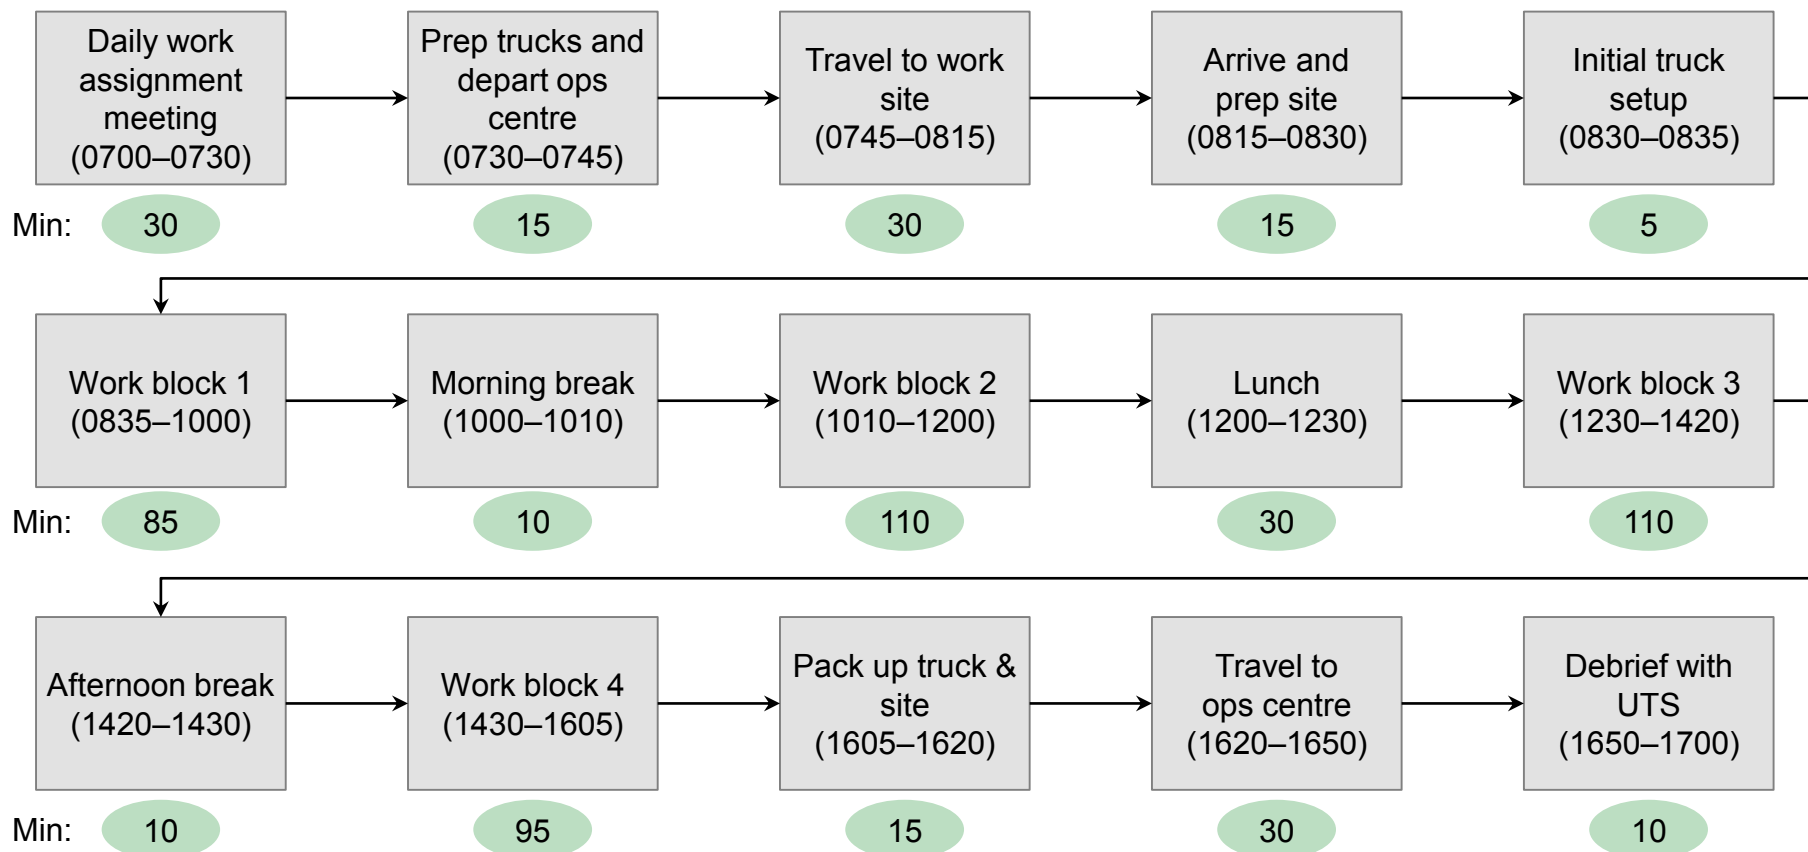 Daily work
assignment
meeting
(0700–0730)
Prep trucks and
depart ops
centre
(0730–0745)
Travel to work
site
(0745–0815)
Arrive and
prep site
(0815–0830)
Initial truck
setup
(0830–0835)
Min: 30 15 30 15 5
Work block 1
(0835–1000)
Morning break
(1000–1010)
Work block 2
(1010–1200)
Lunch
(1200–1230)
Work block 3
(1230–1420)
Min: 85 10 110 30 110
Afternoon break
(1420–1430)
Work block 4
(1430–1605)
Pack up truck &
site
(1605–1620)
Travel to
ops centre
(1620–1650)
Debrief with
UTS
(1650–1700)
Min: 10 95 15 30 10